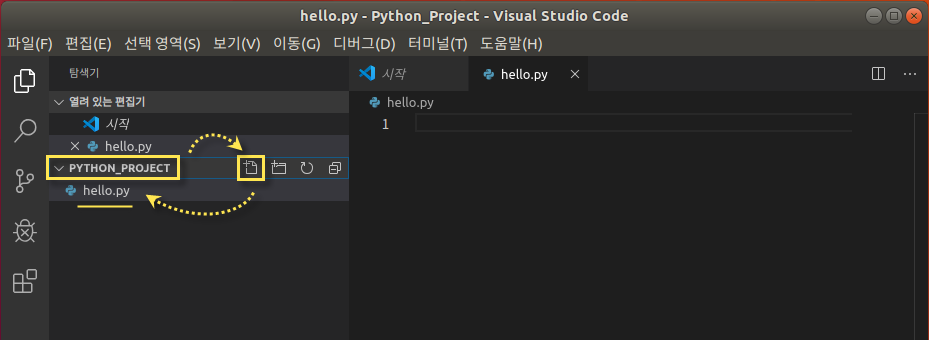 hello.py - Python_Project - Visual Studio Code
파일(F) 편집(E) 선택 영역(S) 보기(V) 이동(G) 디버그(D) 터미널(T) 도움말(H)
탐색기
열려 있는 편집기
시작
hello.py
PYTHON_PROJECT
hello.py
시작 hello.py
hello.py
1